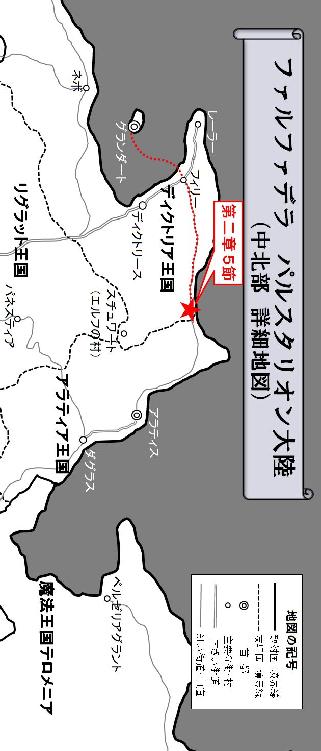 ファルファデラ パルスタリオン大陸
(中北部 詳細地図)
第二章5節
レーラー
フィリー
グランダート
ネポ
ディクトリア王国
ディクトリース
リグラット王国
スチュワート
(エルフの村)
パネスティア
アラティア王国
アラティス
ダグラス
ベルゼリアグラント
魔法王国テロメニア
地図の記号
首都